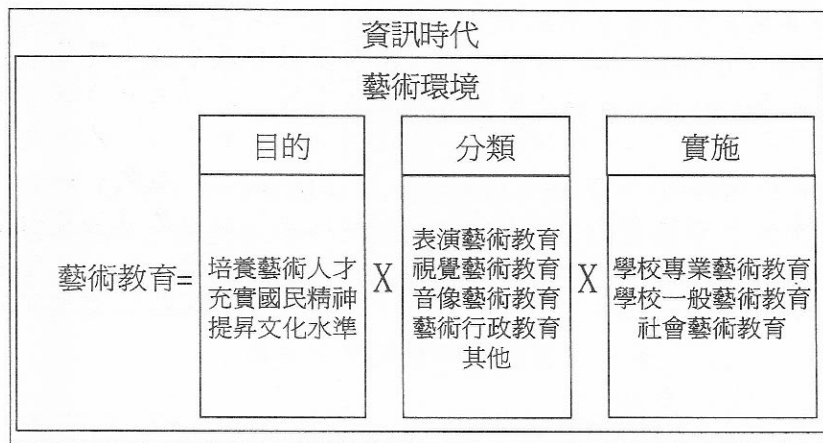 資訊時代
藝術環境
目的
分類
實施
藝術教育=
培養藝術人才
充實國民精神
提昇文化水準
X
表演藝術教育
視覺藝術教育
音像藝術教育
藝術行政教育
其他
X
學校專業藝術教育
學校一般藝術教育
社會藝術教育